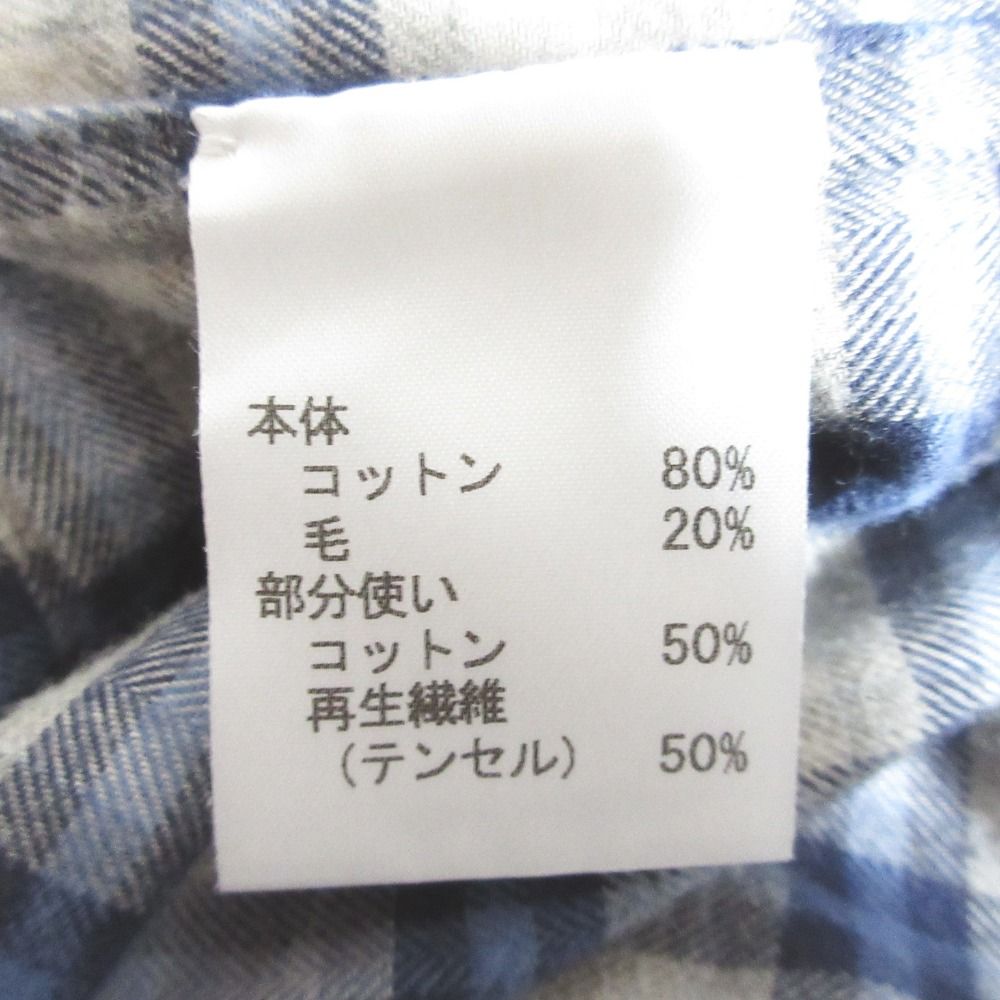 本体
コットン 80%
毛 20%
部分使い
コットン 50%
再生繊維
(テンセル) 50%